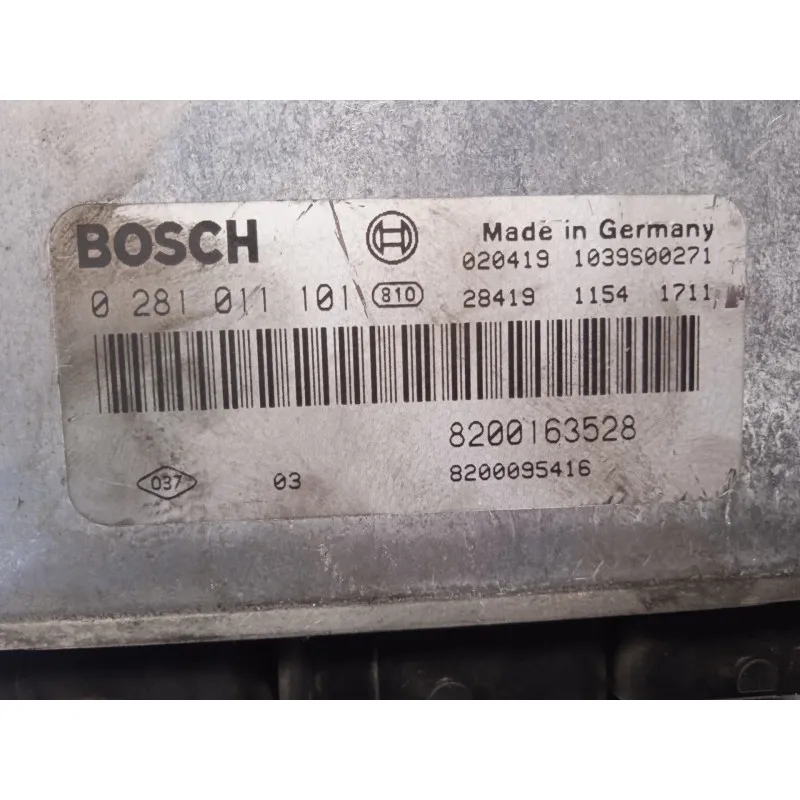 BOSCH
Made in Germany
020419 1039S00271
0 281 011 101 810 28419 1154 1711
8200163528
037 03 8200095416